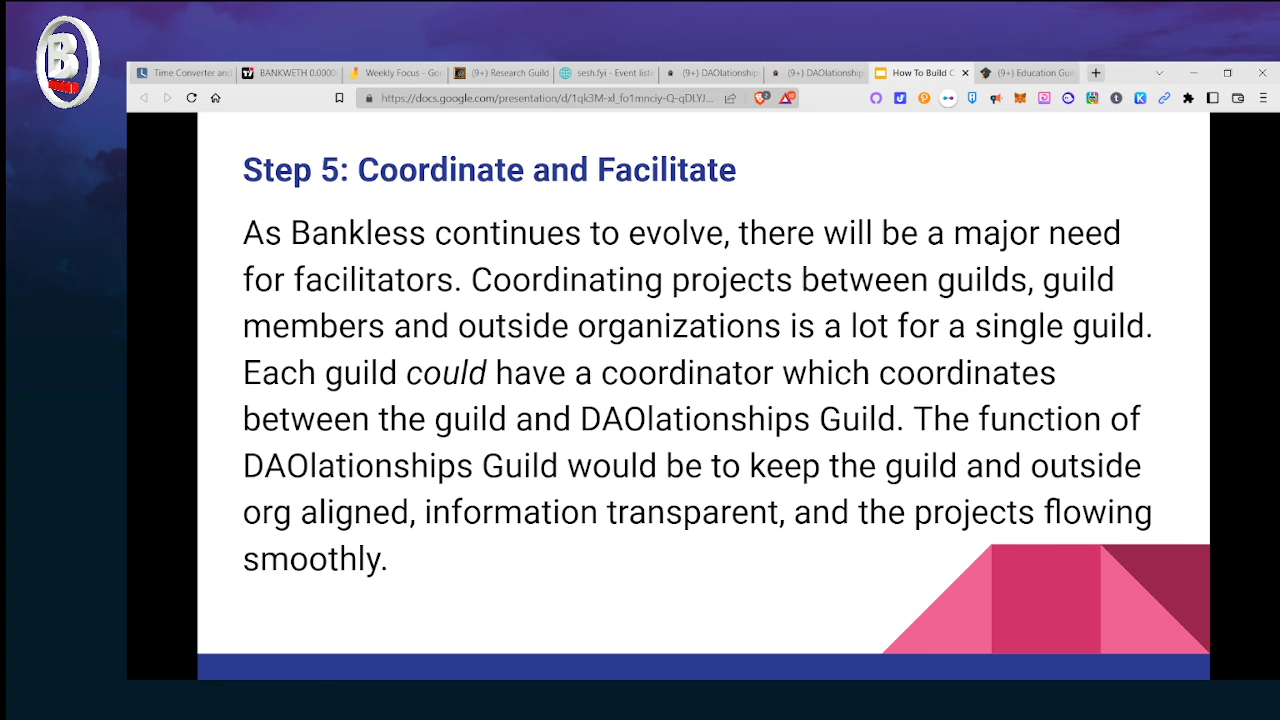 B
Time Converter and
BANKWETH 0.0000
Weekly Focus - Goo
(9+) Research Guild
sesh.fyi - Event listi
(9+) DAOlationship
(9+) DAOlationship
How To Build C
(9+) Education Guil
https://docs.google.com/presentation/d/1qk3M-xl_fo1mnciy-Q-qDLYJ...
Step 5: Coordinate and Facilitate
As Bankless continues to evolve, there will be a major need
for facilitators. Coordinating projects between guilds, guild
members and outside organizations is a lot for a single guild.
Each guild could have a coordinator which coordinates
between the guild and DAOlationships Guild. The function of
DAOlationships Guild would be to keep the guild and outside
org aligned, information transparent, and the projects flowing
smoothly.